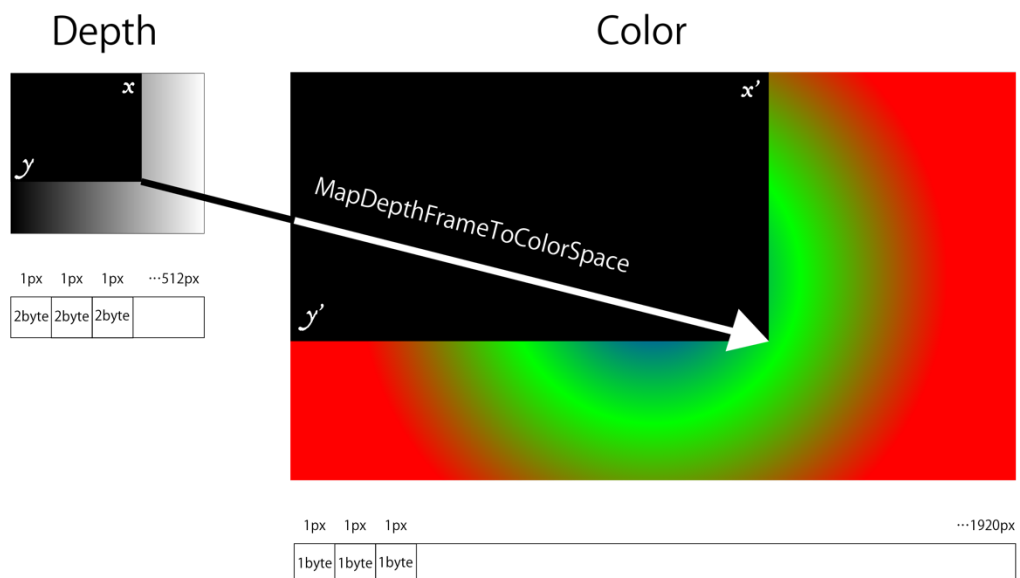 Depth
Color
x
x’
y
MapDepthFrameToColorSpace
1px 1px 1px …512px
2byte 2byte 2byte
y’
1px 1px 1px …1920px
1byte 1byte 1byte